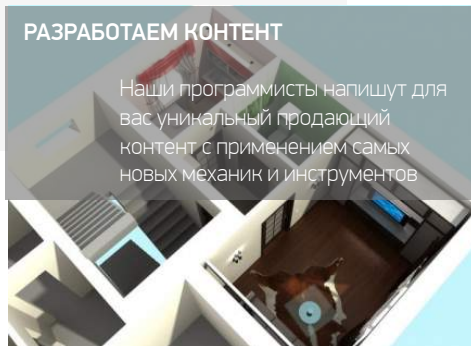 РАЗРАБОТАЕМ КОНТЕНТ
Наши программисты напишут для
вас уникальный продающий
контент с применением самых
новых механик и инструментов